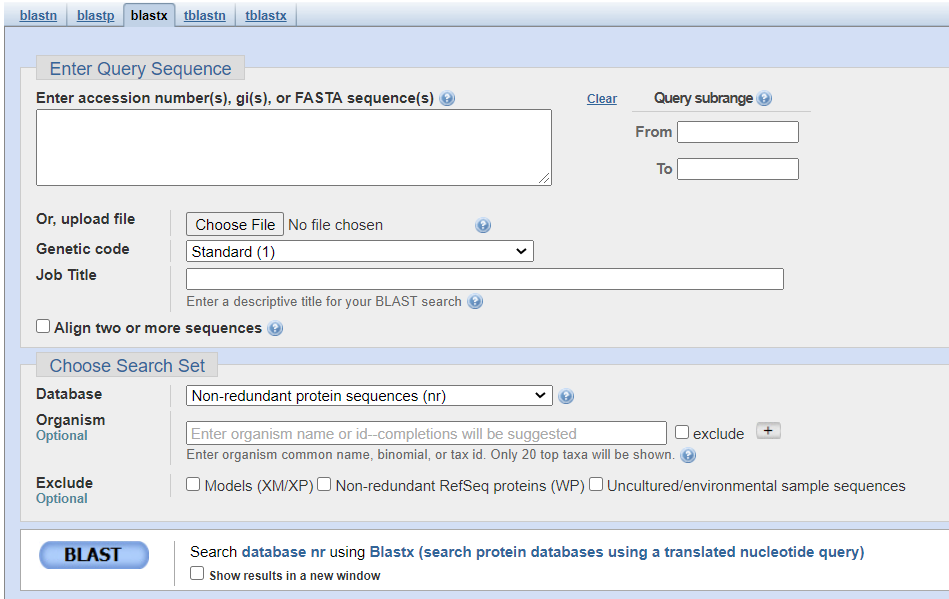 blastn blastp blastx tblastn tblastx
Enter Query Sequence
Enter accession number(s), gi(s), or FASTA sequence(s) ? Clear Query subrange ?
From
To
Or, upload file Choose File No file chosen ?
Genetic code Standard (1)
Job Title
Enter a descriptive title for your BLAST search ?
Align two or more sequences ?
Choose Search Set
Database Non-redundant protein sequences (nr) ?
Organism
Optional
Enter organism name or id--completions will be suggested exclude +
Enter organism common name, binomial, or tax id. Only 20 top taxa will be shown. ?
Exclude
Optional
Models (XM/XP) Non-redundant RefSeq proteins (WP) Uncultured/environmental sample sequences
BLAST Search database nr using Blastx (search protein databases using a translated nucleotide query)
Show results in a new window